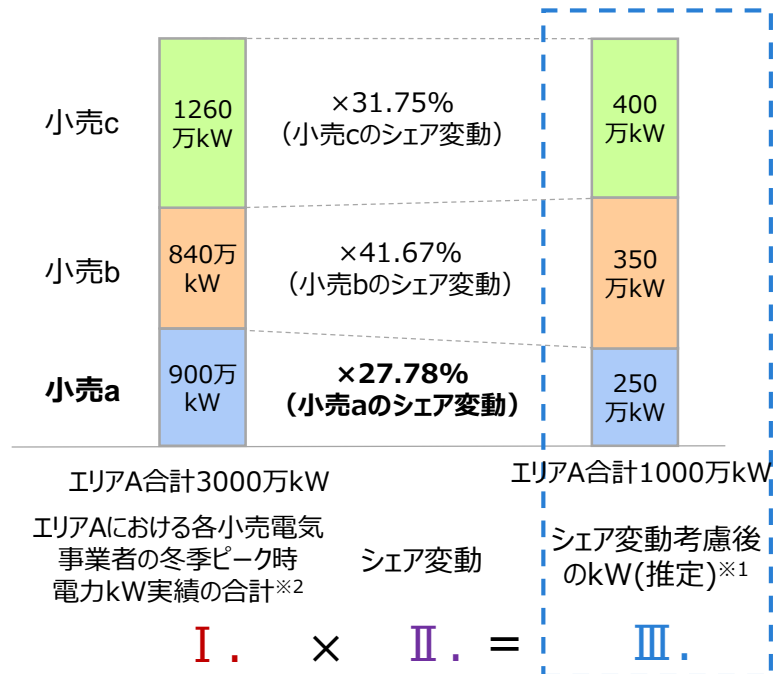 小売c
1260
万kW
×31.75%
（小売cのシェア変動）
400
万kW
小売b
840万
kW
×41.67%
（小売bのシェア変動）
350
万kW
小売a
900万
kW
×27.78%
（小売aのシェア変動）
250
万kW
エリアA合計3000万kW
エリアA合計1000万kW
エリアAにおける各小売電気
事業者の冬季ピーク時
電力kW実績の合計※2
シェア変動
シェア変動考慮後
のkW(推定)※1
Ⅰ. × Ⅱ. = Ⅲ.